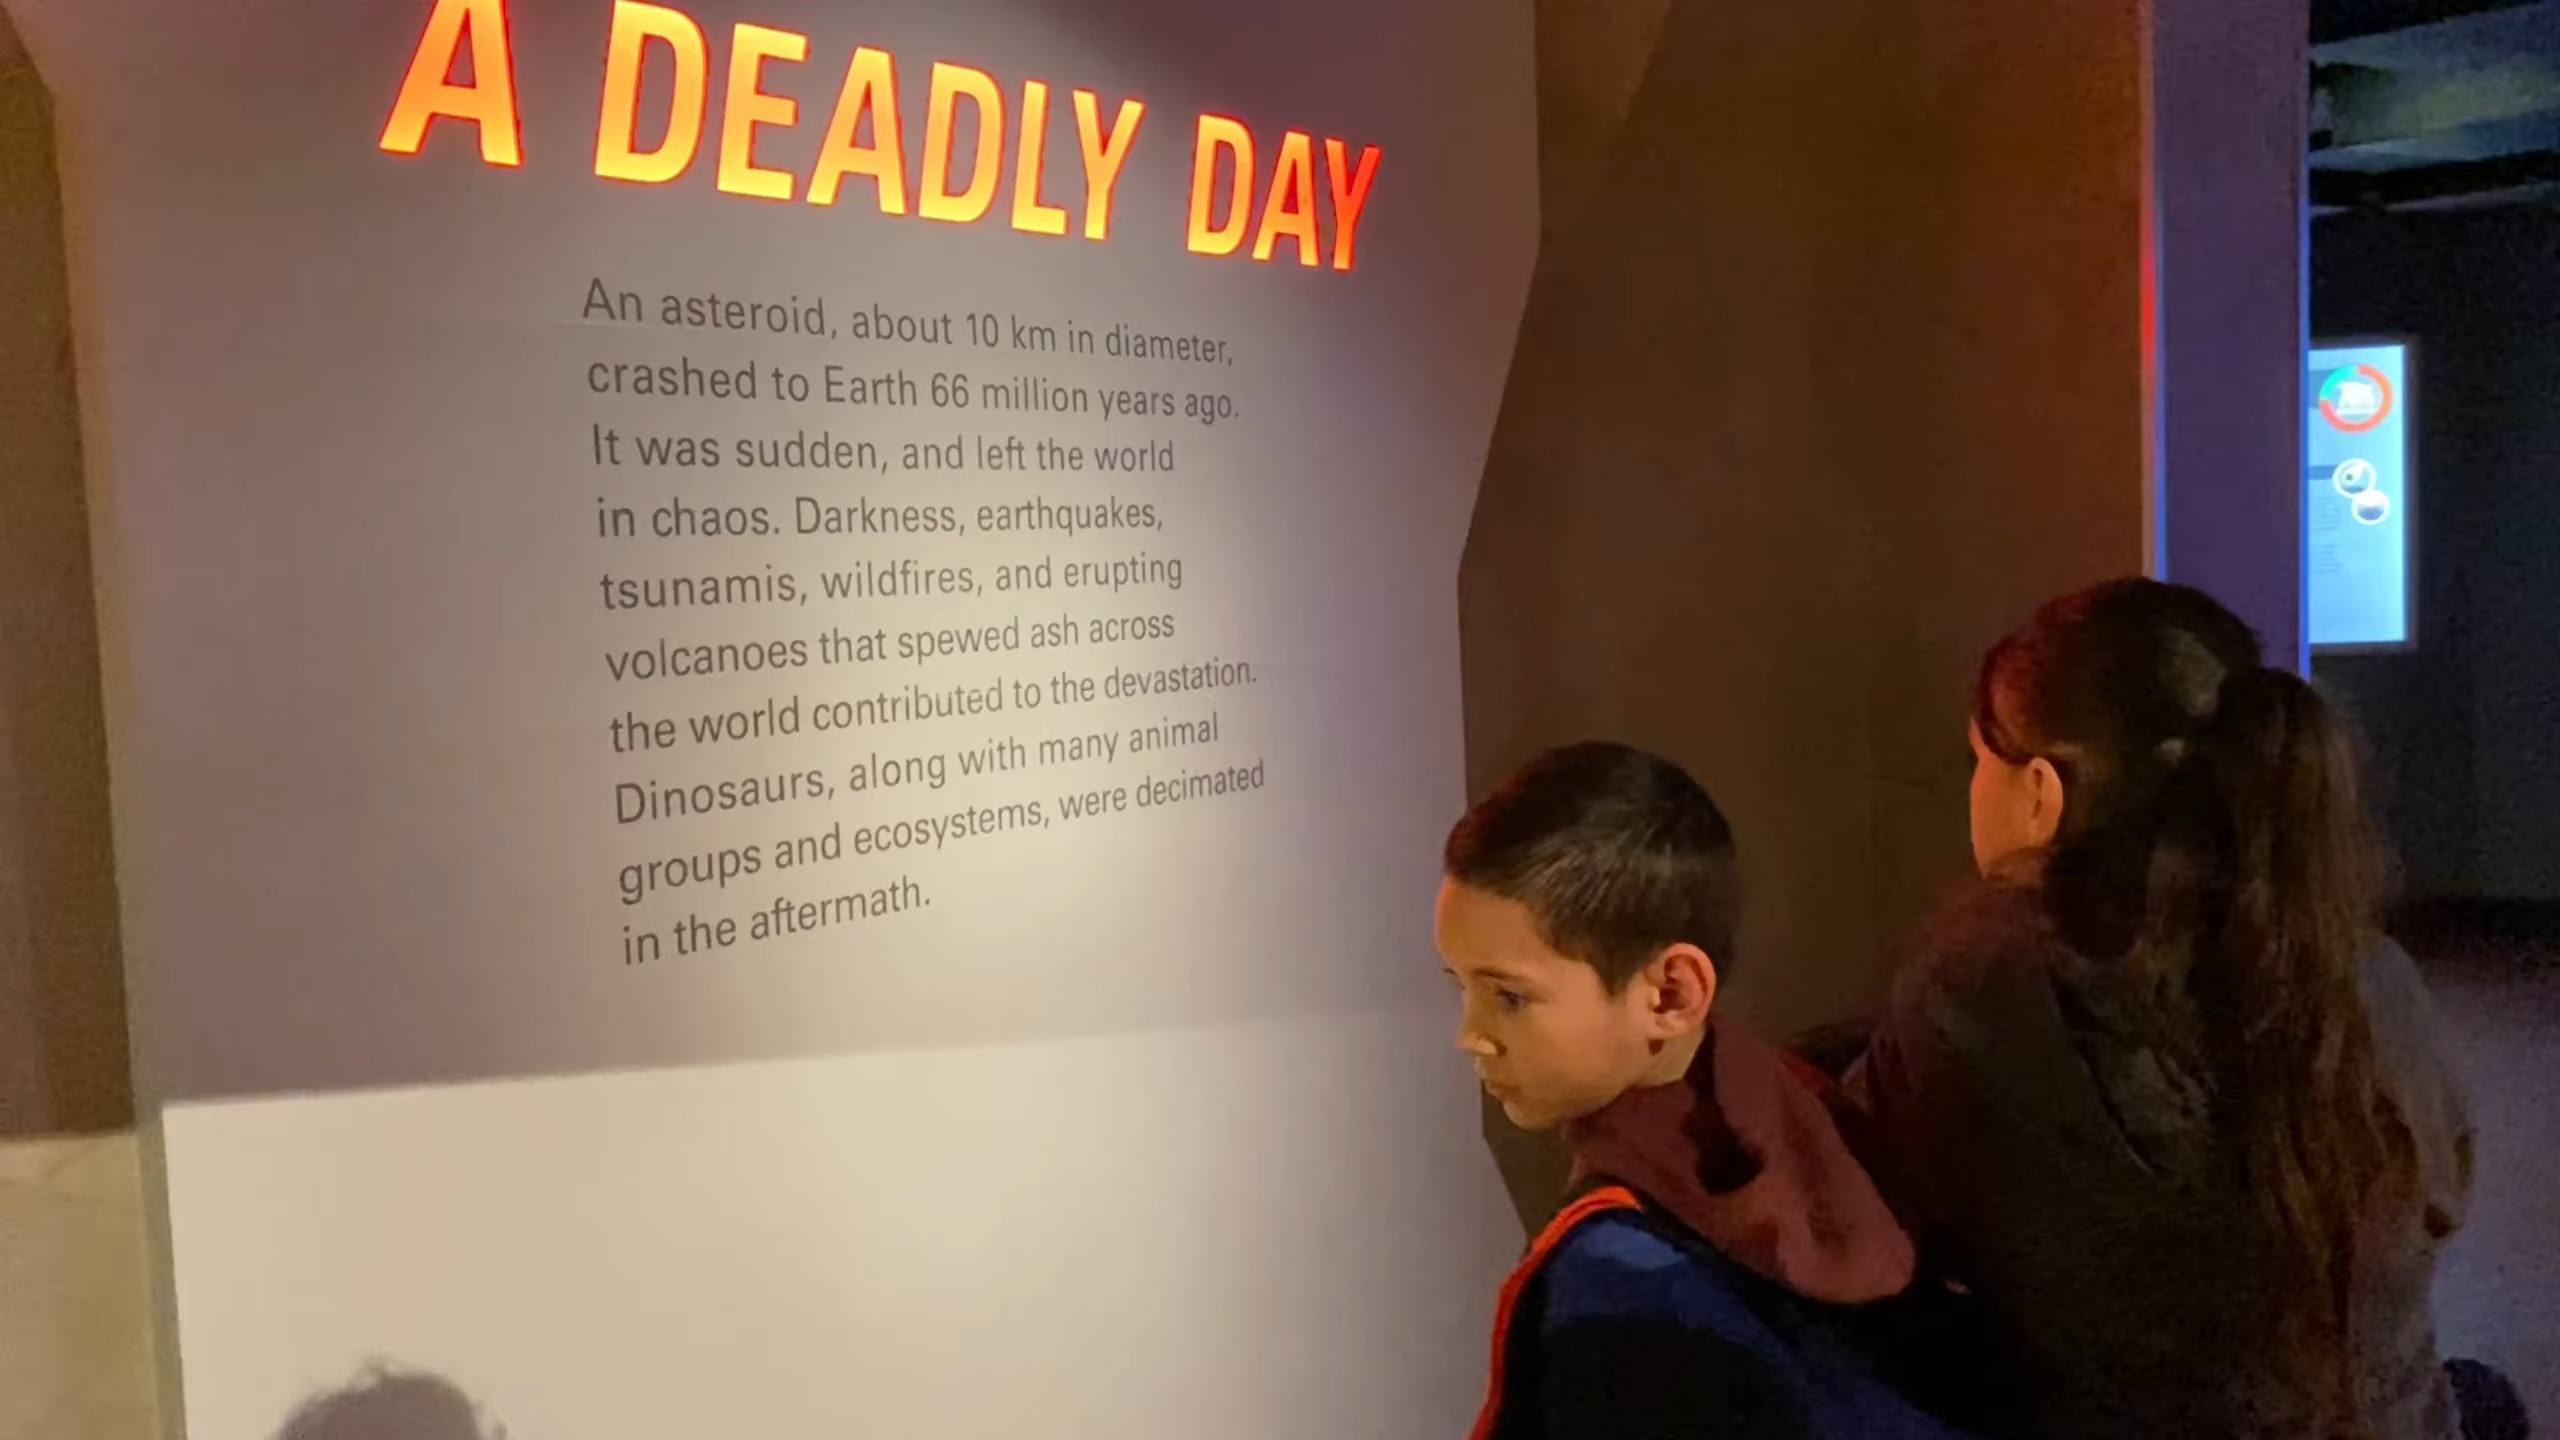 A DEADLY DAY
An asteroid, about 10 km in diameter,
crashed to Earth 66 million years ago.
It was sudden, and left the world
in chaos. Darkness, earthquakes,
tsunamis, wildfires, and erupting
volcanoes that spewed ash across
the world contributed to the devastation.
Dinosaurs, along with many animal
groups and ecosystems, were decimated
in the aftermath.